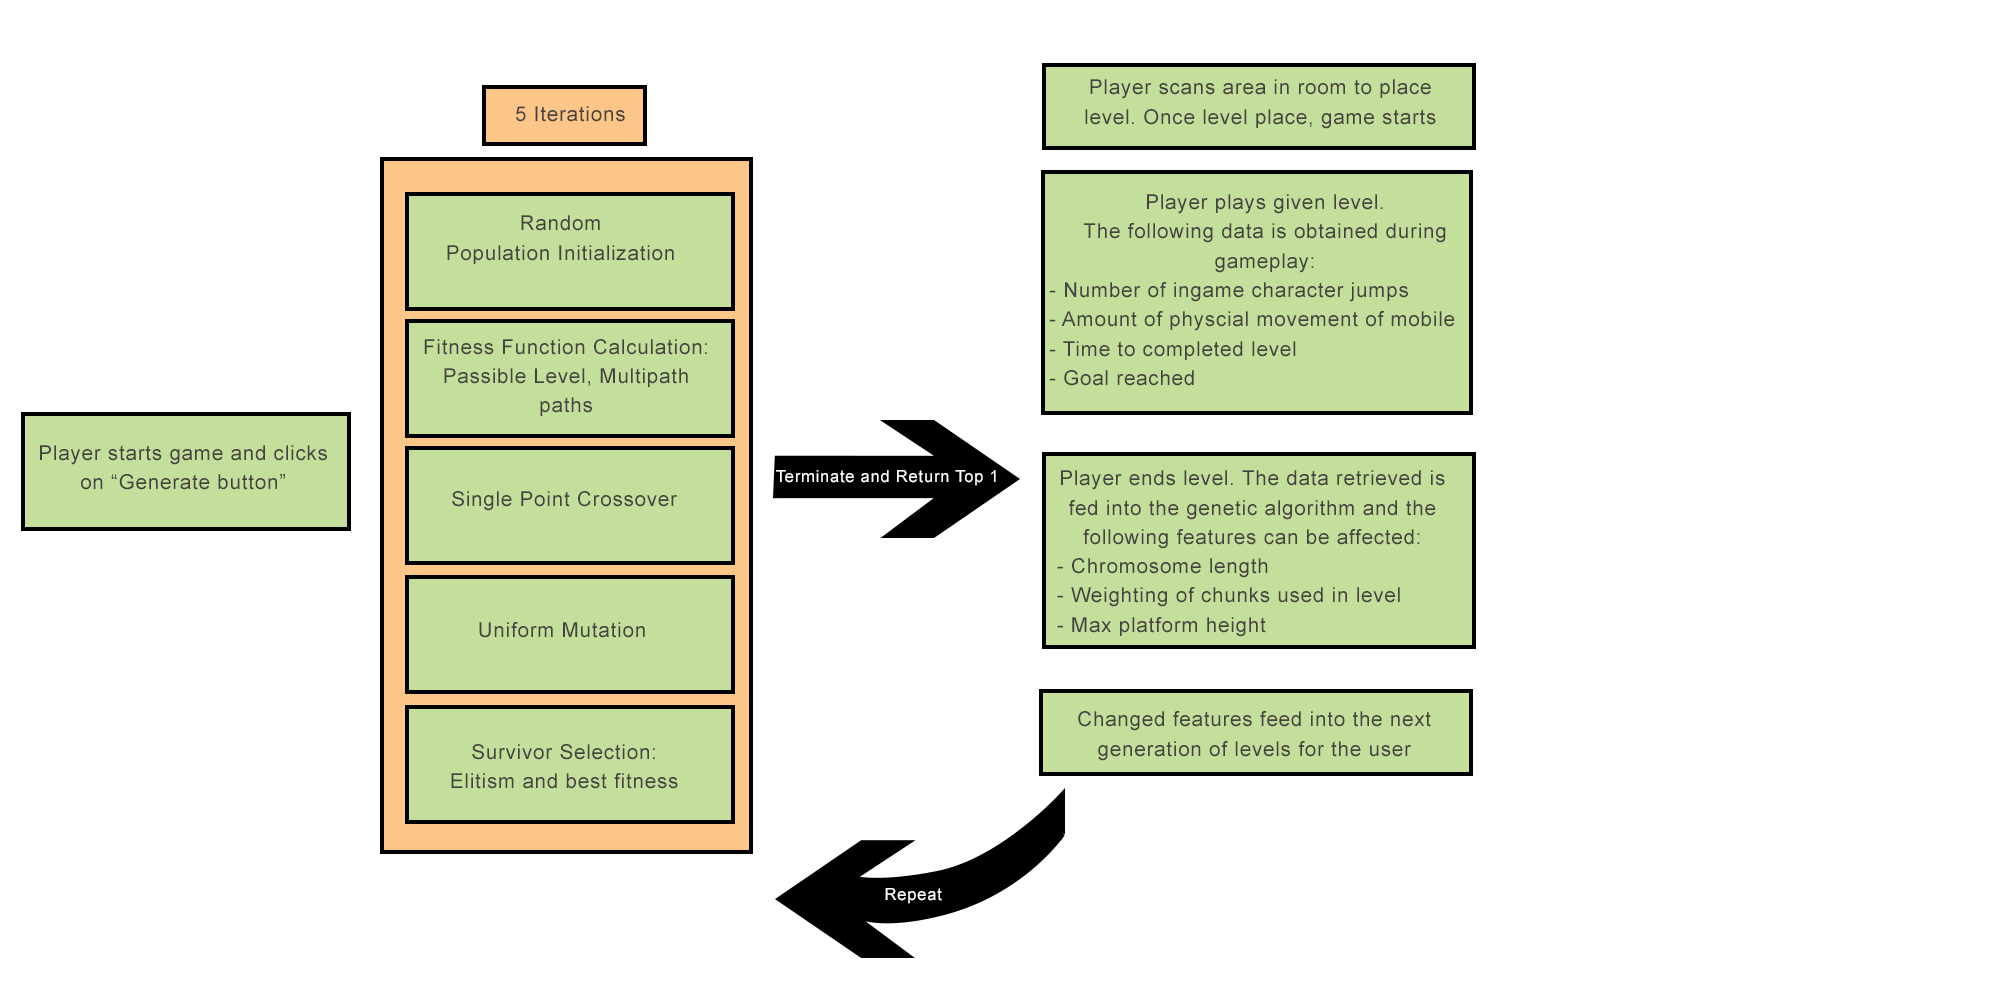 Player starts game and clicks
on “Generate button”
5 Iterations
Random
Population Initialization
Fitness Function Calculation:
Passible Level, Multipath
paths
Single Point Crossover
Uniform Mutation
Survivor Selection:
Elitism and best fitness
Terminate and Return Top 1
Player scans area in room to place
level. Once level place, game starts
Player plays given level.
The following data is obtained during
gameplay:
- Number of ingame character jumps
- Amount of physcial movement of mobile
- Time to completed level
- Goal reached
Player ends level. The data retrieved is
fed into the genetic algorithm and the
following features can be affected:
- Chromosome length
- Weighting of chunks used in level
- Max platform height
Changed features feed into the next
generation of levels for the user
Repeat